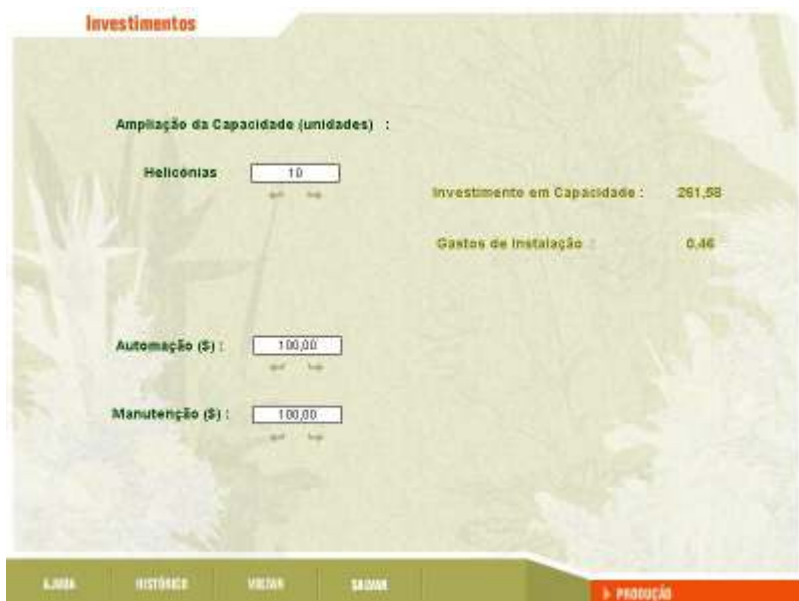 Investimentos
Ampliação da Capacidade (unidades) :
Helicônias 10
Investimento em Capacidade : 261,58
Gastos de Instalação : 0,46
Automação ($) : 100,00
Manutenção ($) : 100,00
AJUDA HISTÓRICO VOLTAR SALVAR
PRODUÇÃO